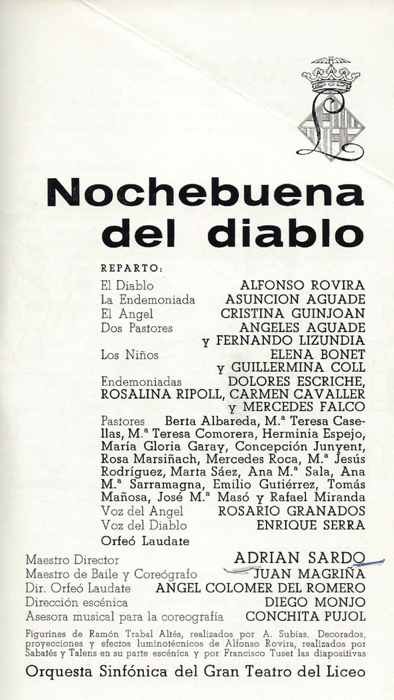 L
Nochebuena
del diablo
REPARTO:
El Diablo ALFONSO ROVIRA
La Endemoniada ASUNCION AGUADE
El Angel CRISTINA GUINJOAN
Dos Pastores ANGELES AGUADE
y FERNANDO LIZUNDIA
Los Niños ELENA BONET
y GUILLERMINA COLL
Endemoniadas DOLORES ESCRICHE,
ROSALINA RIPOLL, CARMEN CAVALLER
y MERCEDES FALCO
Pastores Berta Albareda, M.ª Teresa Case-
llas, M.ª Teresa Comorera, Herminia Espejo,
María Gloria Garay, Concepción Junyent,
Rosa Marsiñach, Mercedes Roca, M.ª Jesús
Rodríguez, Marta Sáez, Ana M.ª Sala, Ana
M.ª Sarramagna, Emilio Gutiérrez, Tomás
Mañosa, José M.ª Masó y Rafael Miranda
Voz del Angel ROSARIO GRANADOS
Voz del Diablo ENRIQUE SERRA
Orfeó Laudate
Maestro Director ADRIAN SARDO
Maestro de Baile y Coreógrafo JUAN MAGRIÑA
Dir. Orfeó Laudate ANGEL COLOMER DEL ROMERO
Dirección escénica DIEGO MONJO
Asesora musical para la coreografía CONCHITA PUJOL
Figurines de Ramón Trabal Altés, realizados por A. Subías. Decorados,
proyecciones y efectos luminotécnicos de Alfonso Rovira, realizados por
Sabatés y Talens en su parte escénica y por Francisco Tuset las diapositivas
Orquesta Sinfónica del Gran Teatro del Liceo